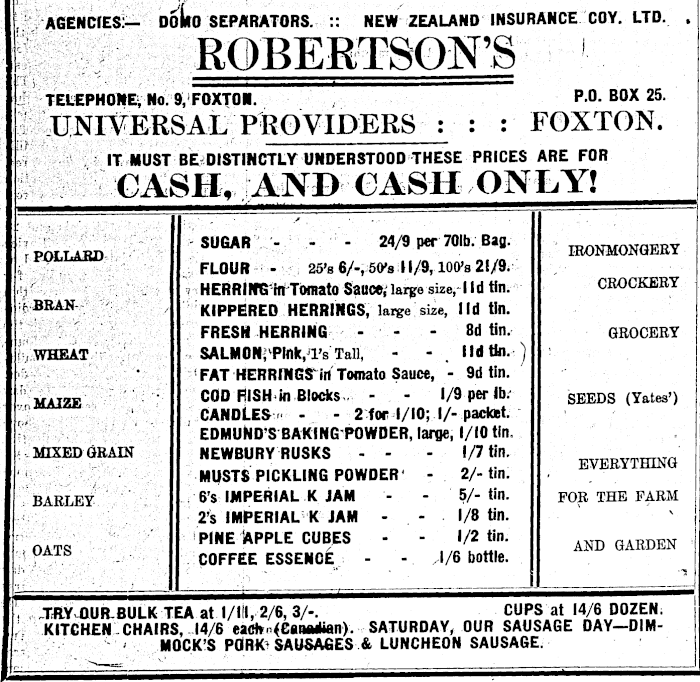 AGENCIES:— DOMO SEPARATORS. :: NEW ZEALAND INSURANCE COY. LTD.
ROBERTSON'S
TELEPHONE, No. 9, FOXTON. P.O. BOX 25.
UNIVERSAL PROVIDERS : : : FOXTON.
IT MUST BE DISTINCTLY UNDERSTOOD THESE PRICES ARE FOR
CASH, AND CASH ONLY!
POLLARD
BRAN
WHEAT
MAIZE
MIXED GRAIN
BARLEY
OATS
SUGAR - - - 24/9 per 70lb. Bag.
FLOUR - 25's 6/-, 50's 11/9, 100's 21/9.
HERRING in Tomato Sauce, large size, 11d tin.
KIPPERED HERRINGS, large size, 11d tin.
FRESH HERRING - - - 8d tin.
SALMON, Pink, 1's Tall, - - 11d tin.
FAT HERRINGS in Tomato Sauce, - 9d tin.
COD FISH in Blocks - - 1/9 per lb.
CANDLES - - 2 for 1/10; 1/- packet.
EDMUND'S BAKING POWDER, large, 1/10 tin.
NEWBURY RUSKS - - - 1/7 tin.
MUSTS PICKLING POWDER - 2/- tin.
6's IMPERIAL K JAM - - 5/- tin.
2's IMPERIAL K JAM - - 1/8 tin.
PINE APPLE CUBES - - 1/2 tin.
COFFEE ESSENCE - - 1/6 bottle.
IRONMONGERY
CROCKERY
GROCERY
SEEDS (Yates')
EVERYTHING
FOR THE FARM
AND GARDEN
TRY OUR BULK TEA at 1/11, 2/6, 3/-. CUPS at 14/6 DOZEN.
KITCHEN CHAIRS, 14/6 each (Canadian). SATURDAY, OUR SAUSAGE DAY—DIM-
MOCK'S PORK SAUSAGES & LUNCHEON SAUSAGE.